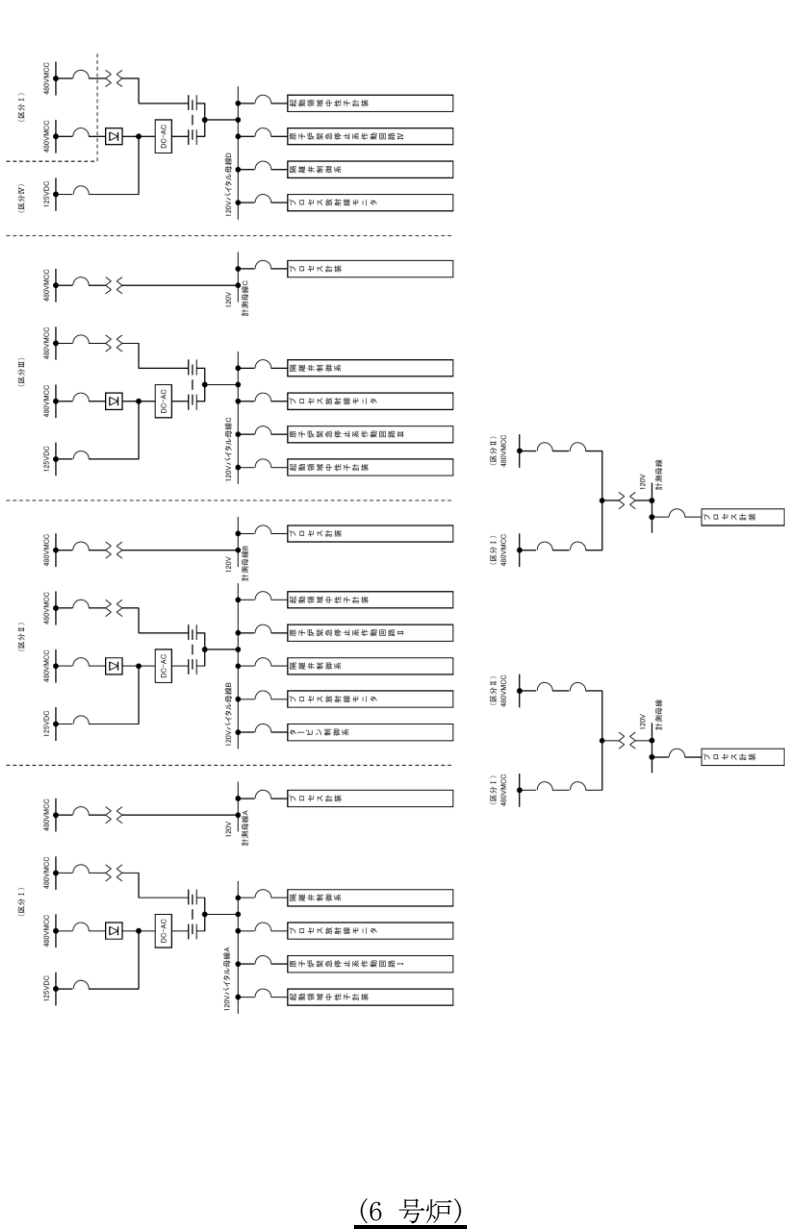 (区分Ⅰ)
480VMCC
480VMCC
(区分Ⅳ)
125VDC
DC-AC
120Vバイタル母線D
起動領域中性子計装
原子炉緊急停止系作動回路Ⅳ
隔離弁制御系
プロセス放射線モニタ
(区分Ⅲ)
480VMCC
480VMCC
480VMCC
125VDC
DC-AC
120V
計測母線C
120Vバイタル母線C
プロセス計装
隔離弁制御系
プロセス放射線モニタ
原子炉緊急停止系作動回路Ⅲ
起動領域中性子計装
(区分Ⅱ)
480VMCC
480VMCC
480VMCC
125VDC
DC-AC
120V
計測母線B
120Vバイタル母線B
プロセス計装
起動領域中性子計装
原子炉緊急停止系作動回路Ⅱ
隔離弁制御系
プロセス放射線モニタ
タービン制御系
(区分Ⅰ)
480VMCC
480VMCC
480VMCC
125VDC
DC-AC
120V
計測母線A
120Vバイタル母線A
プロセス計装
隔離弁制御系
プロセス放射線モニタ
原子炉緊急停止系作動回路Ⅰ
起動領域中性子計装
(区分Ⅱ)
480VMCC
(区分Ⅰ)
480VMCC
120V
計測母線
プロセス計装
(区分Ⅱ)
480VMCC
(区分Ⅰ)
480VMCC
120V
計測母線
プロセス計装
(6 号炉)